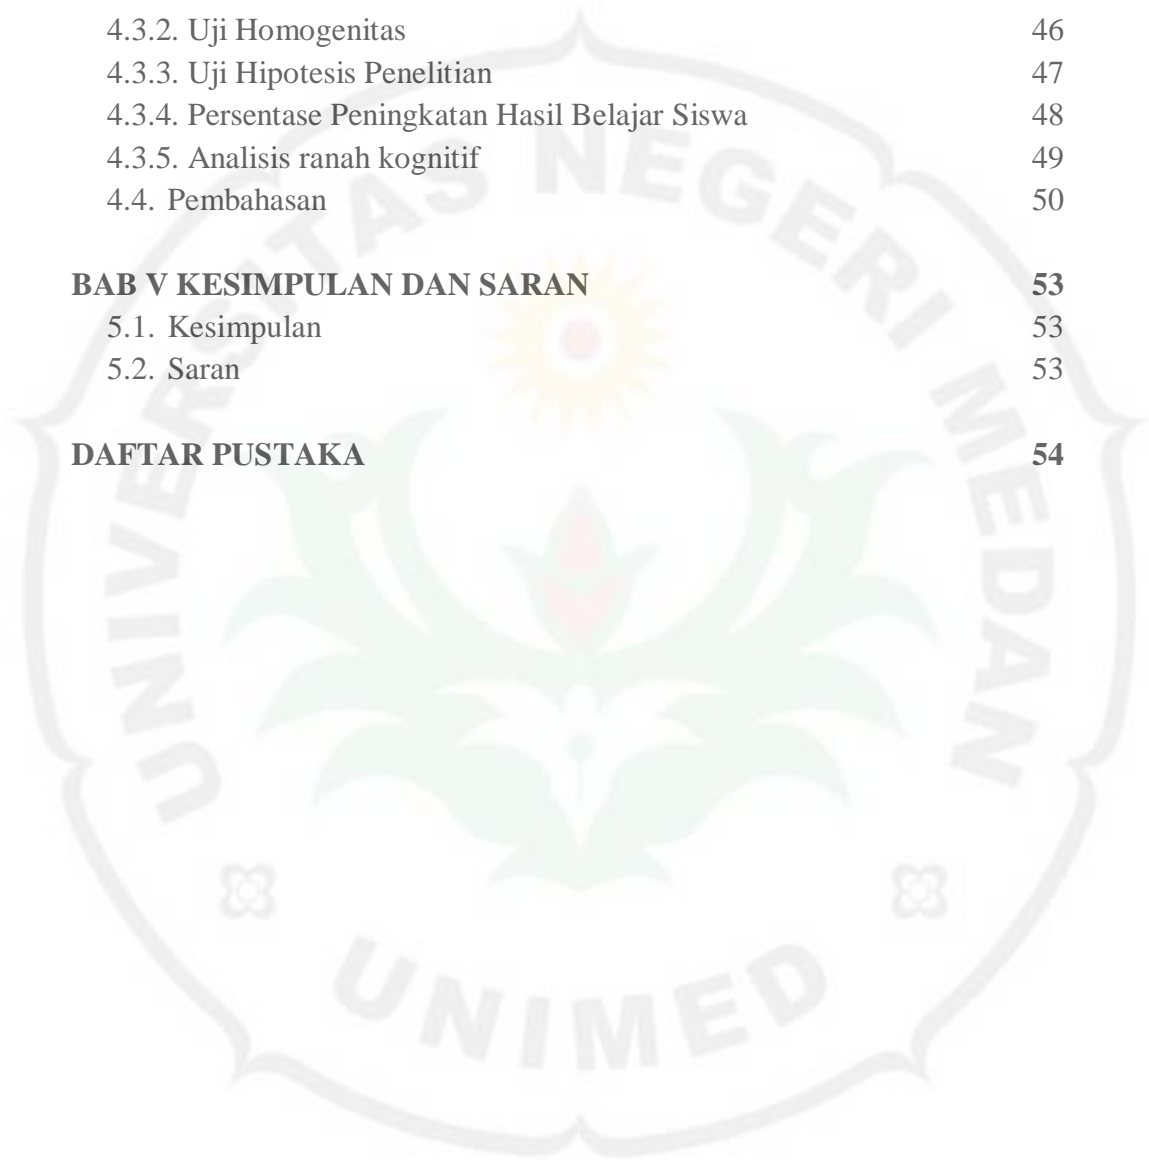 4.3.2. Uji Homogenitas 46
4.3.3. Uji Hipotesis Penelitian 47
4.3.4. Persentase Peningkatan Hasil Belajar Siswa 48
4.3.5. Analisis ranah kognitif 49
4.4. Pembahasan 50
BAB V KESIMPULAN DAN SARAN 53
5.1. Kesimpulan 53
5.2. Saran 53
DAFTAR PUSTAKA 54
UNIVERSITAS NEGERI MEDAN
UNIMED